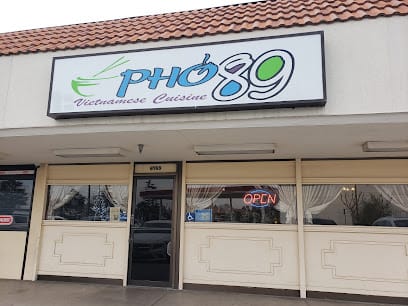 PHỞ 89
Vietnamese Cuisine
OPEN